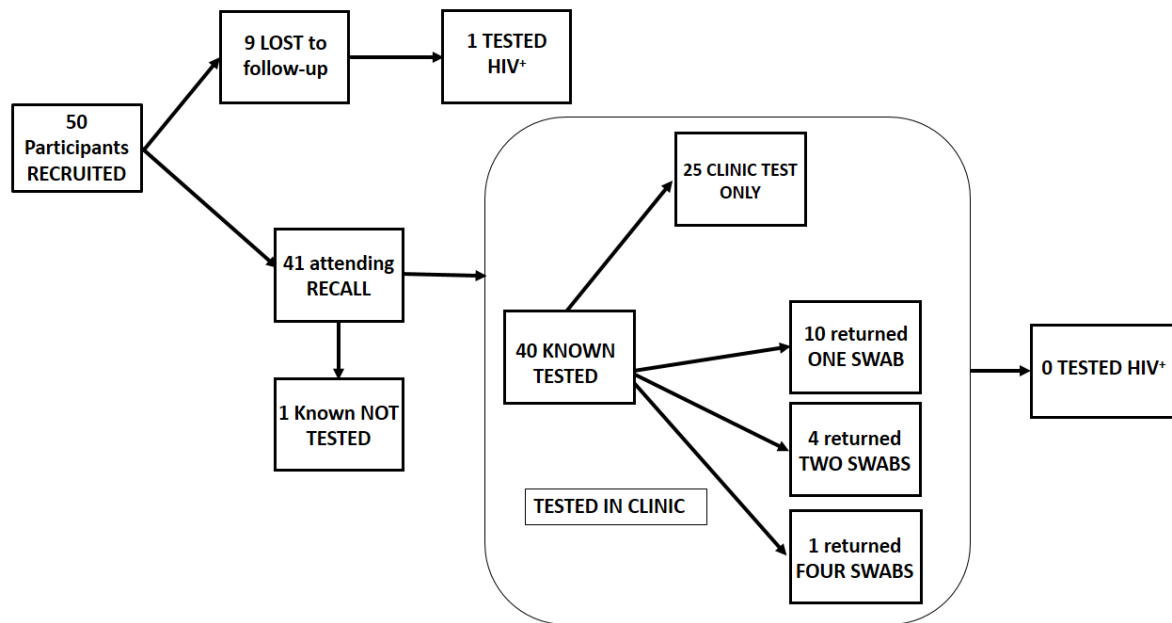 9 LOST to
follow-up
1 TESTED
HIV⁺
50
Participants
RECRUITED
25 CLINIC TEST
ONLY
41 attending
RECALL
40 KNOWN
TESTED
10 returned
ONE SWAB
0 TESTED HIV⁺
1 Known NOT
TESTED
4 returned
TWO SWABS
TESTED IN CLINIC
1 returned
FOUR SWABS